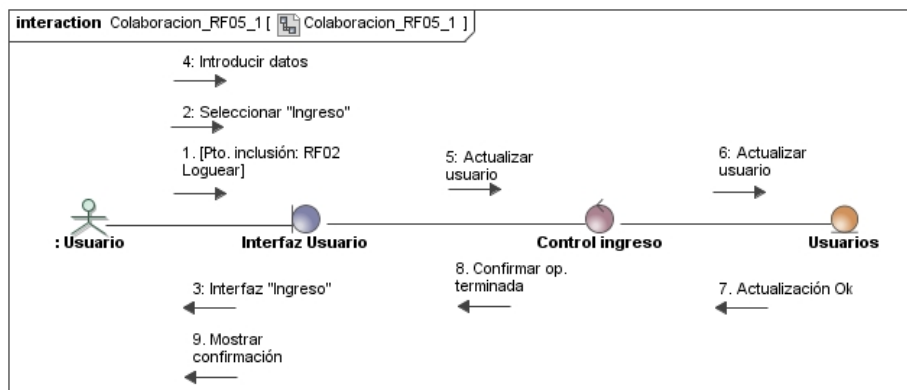 interaction Colaboracion_RF05_1 [ Colaboracion_RF05_1 ]
4: Introducir datos
2: Seleccionar "Ingreso"
1. [Pto. inclusión: RF02
Loguear]
5: Actualizar
usuario
6: Actualizar
usuario
: Usuario
Interfaz Usuario
Control ingreso
Usuarios
3: Interfaz "Ingreso"
8. Confirmar op.
terminada
7. Actualización Ok
9. Mostrar
confirmación